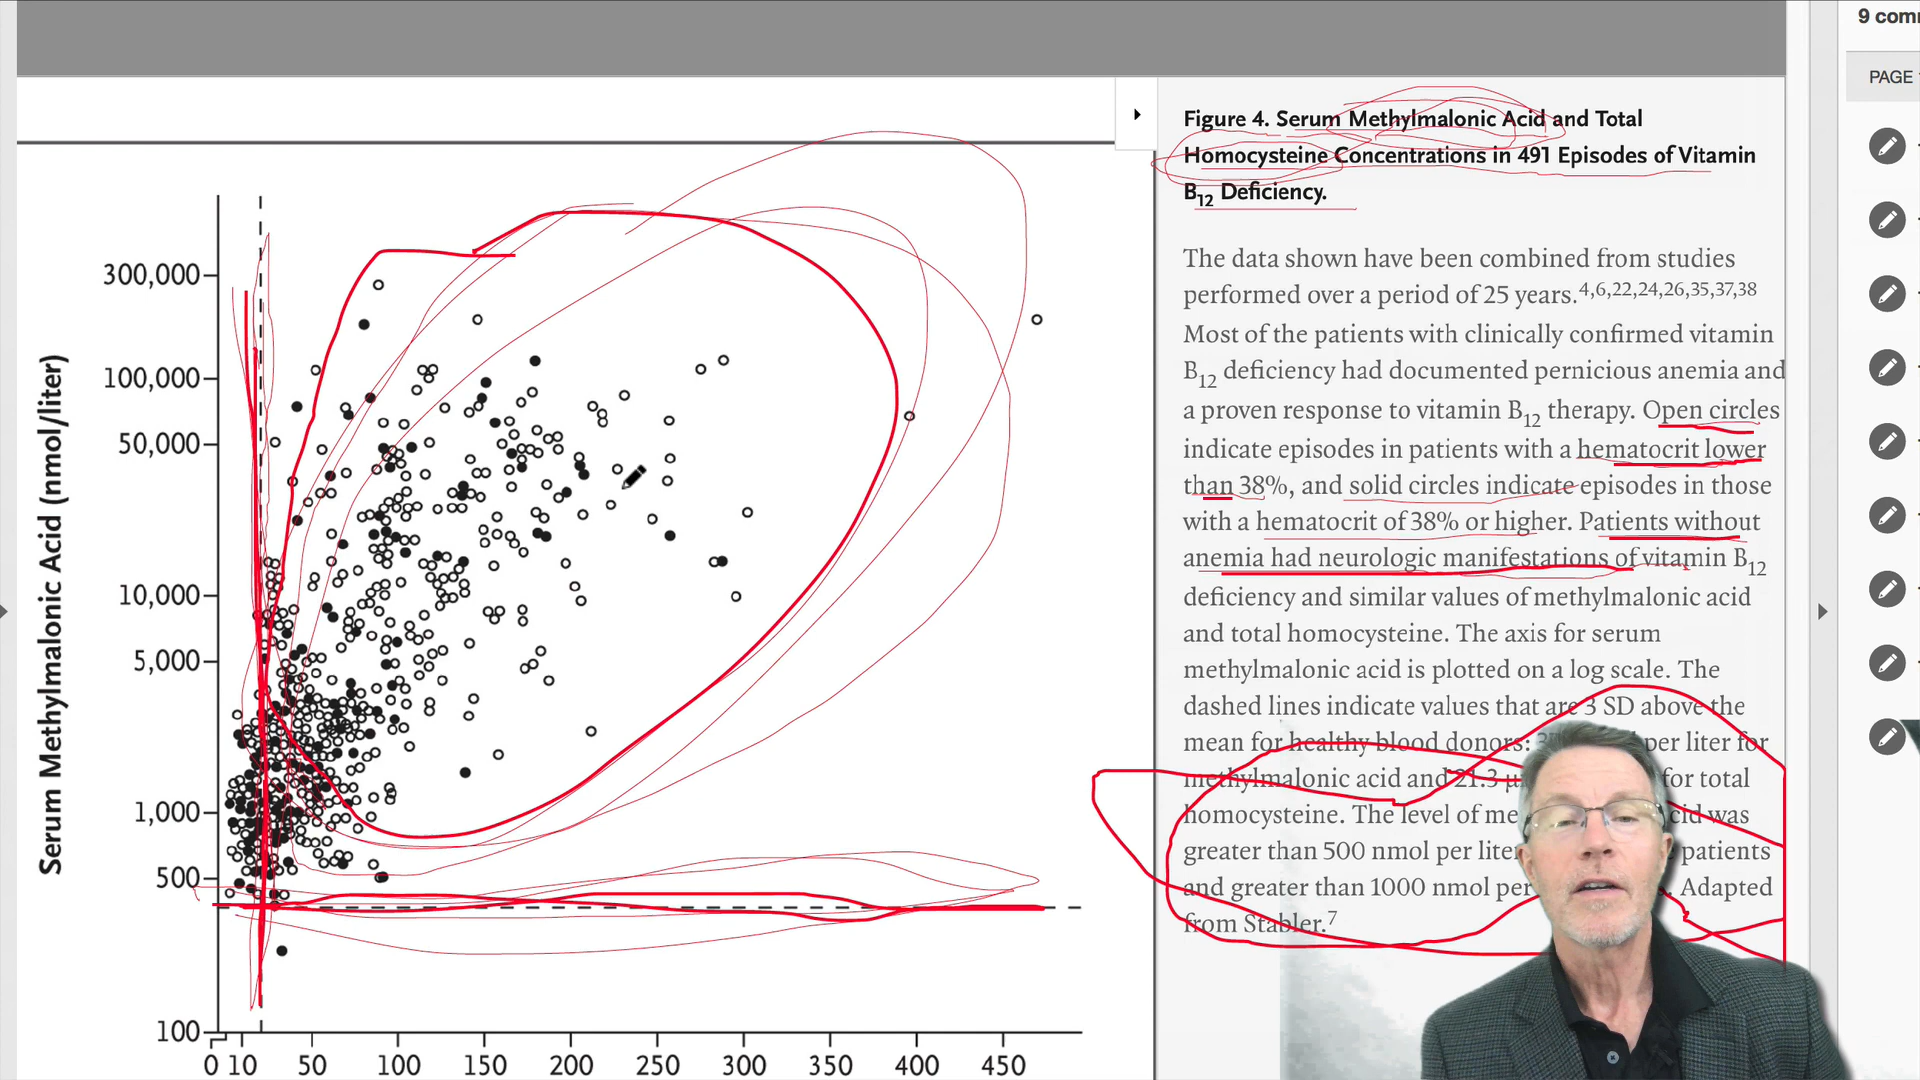 9 com
PAGE
Figure 4. Serum Methylmalonic Acid and Total
Homocysteine Concentrations in 491 Episodes of Vitamin
B12 Deficiency.
The data shown have been combined from studies
performed over a period of 25 years.4,6,22,24,26,35,37,38
Most of the patients with clinically confirmed vitamin
B12 deficiency had documented pernicious anemia and
a proven response to vitamin B12 therapy. Open circles
indicate episodes in patients with a hematocrit lower
than 38%, and solid circles indicate episodes in those
with a hematocrit of 38% or higher. Patients without
anemia had neurologic manifestations of vitamin B12
deficiency and similar values of methylmalonic acid
and total homocysteine. The axis for serum
methylmalonic acid is plotted on a log scale. The
dashed lines indicate values that are 3 SD above the
mean for healthy blood donors: per liter for
methylmalonic acid and 21.3 for total
homocysteine. The level of me cid was
greater than 500 nmol per lite patients
and greater than 1000 nmol per . Adapted
from Stabler.7
Serum Methylmalonic Acid (nmol/liter)
300,000
100,000
50,000
10,000
5,000
1,000
500
100
0 10 50 100 150 200 250 300 350 400 450